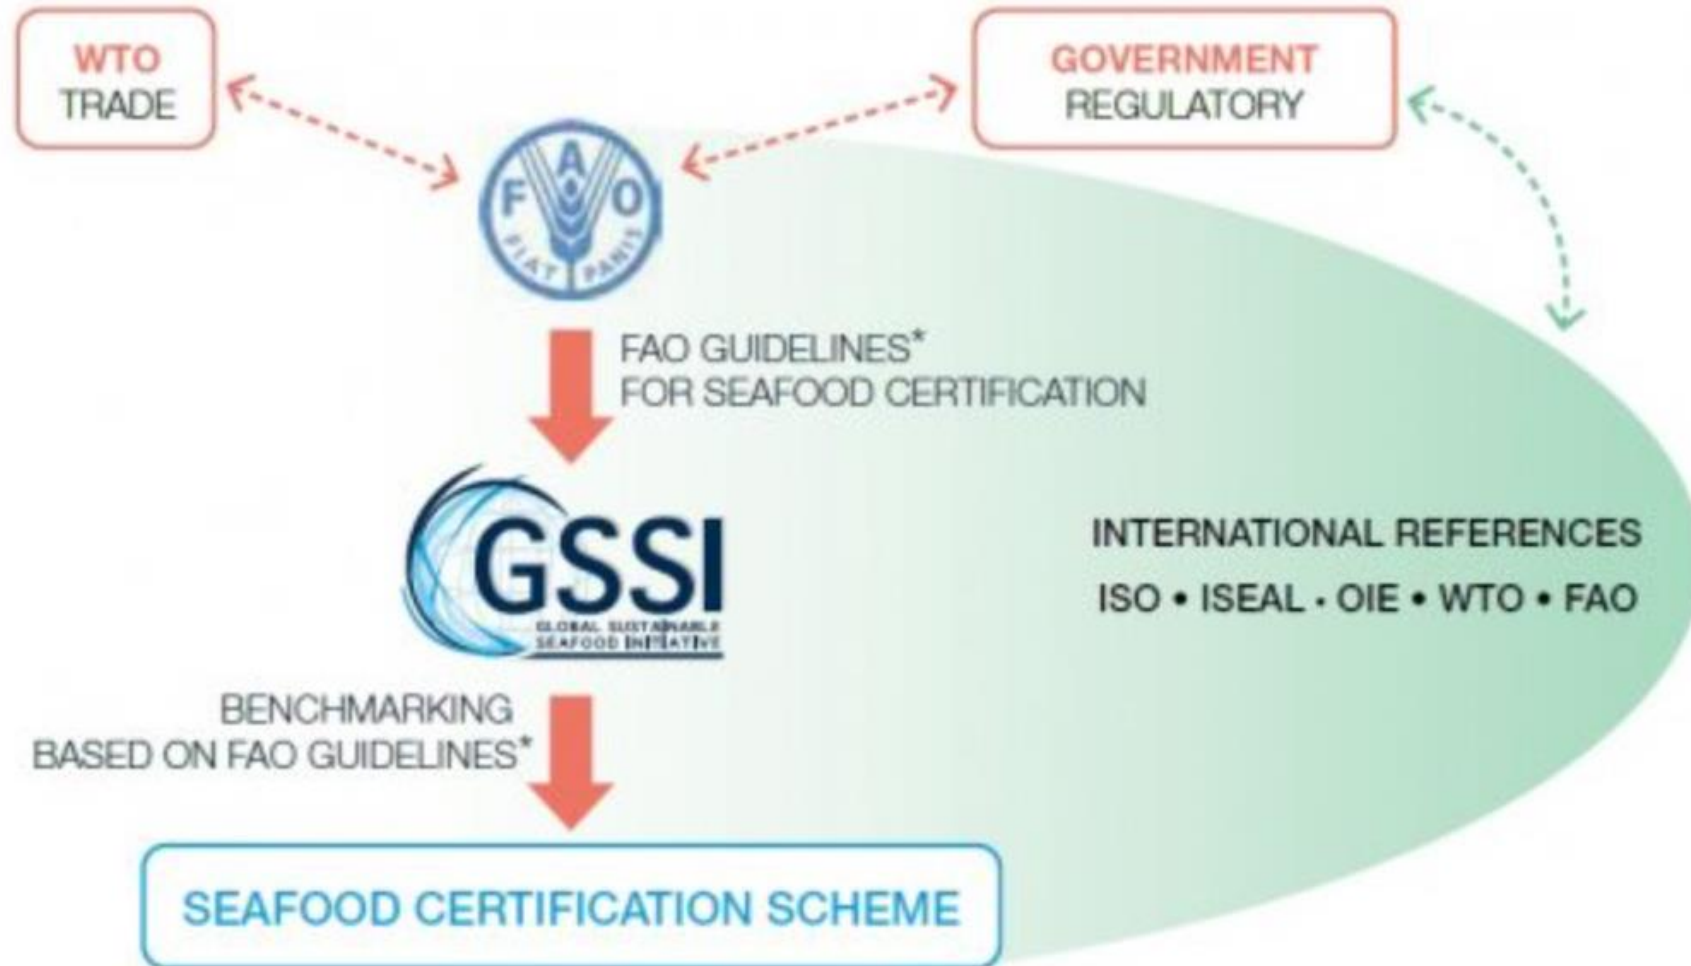 WTO
TRADE
GOVERNMENT
REGULATORY
FAO
FIAT PANIS
FAO GUIDELINES*
FOR SEAFOOD CERTIFICATION
GSSI
GLOBAL SUSTAINABLE
SEAFOOD INITIATIVE
INTERNATIONAL REFERENCES
ISO • ISEAL • OIE • WTO • FAO
BENCHMARKING
BASED ON FAO GUIDELINES*
SEAFOOD CERTIFICATION SCHEME